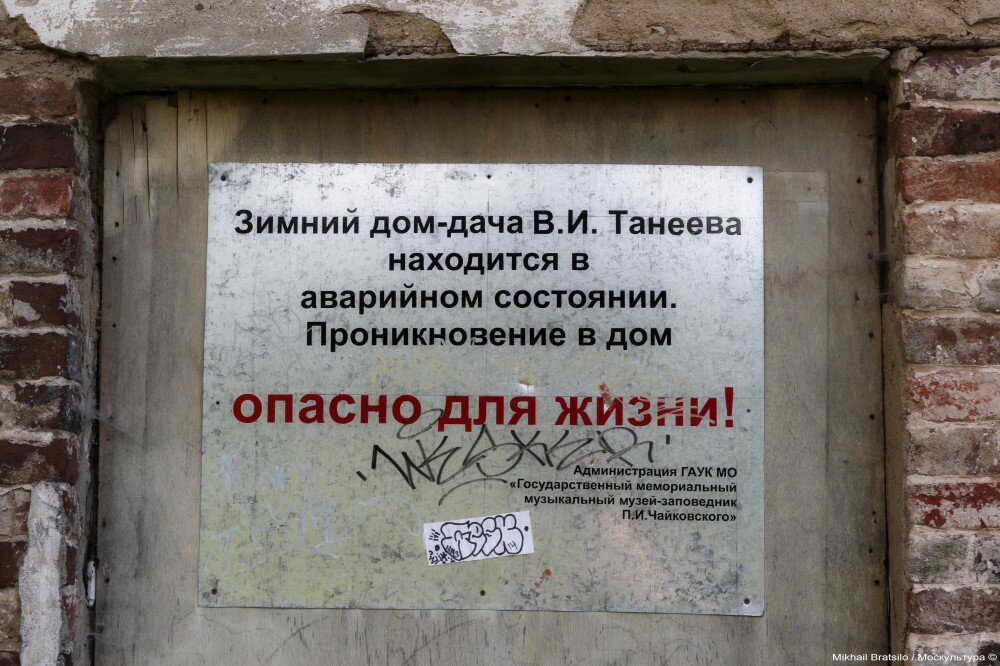 Зимний дом-дача В.И. Танеева
находится в
аварийном состоянии.
Проникновение в дом
опасно для жизни!
Администрация ГАУК МО
«Государственный мемориальный
музыкальный музей-заповедник
П.И.Чайковского»
Mikhail Bratsilo / Москультура ©